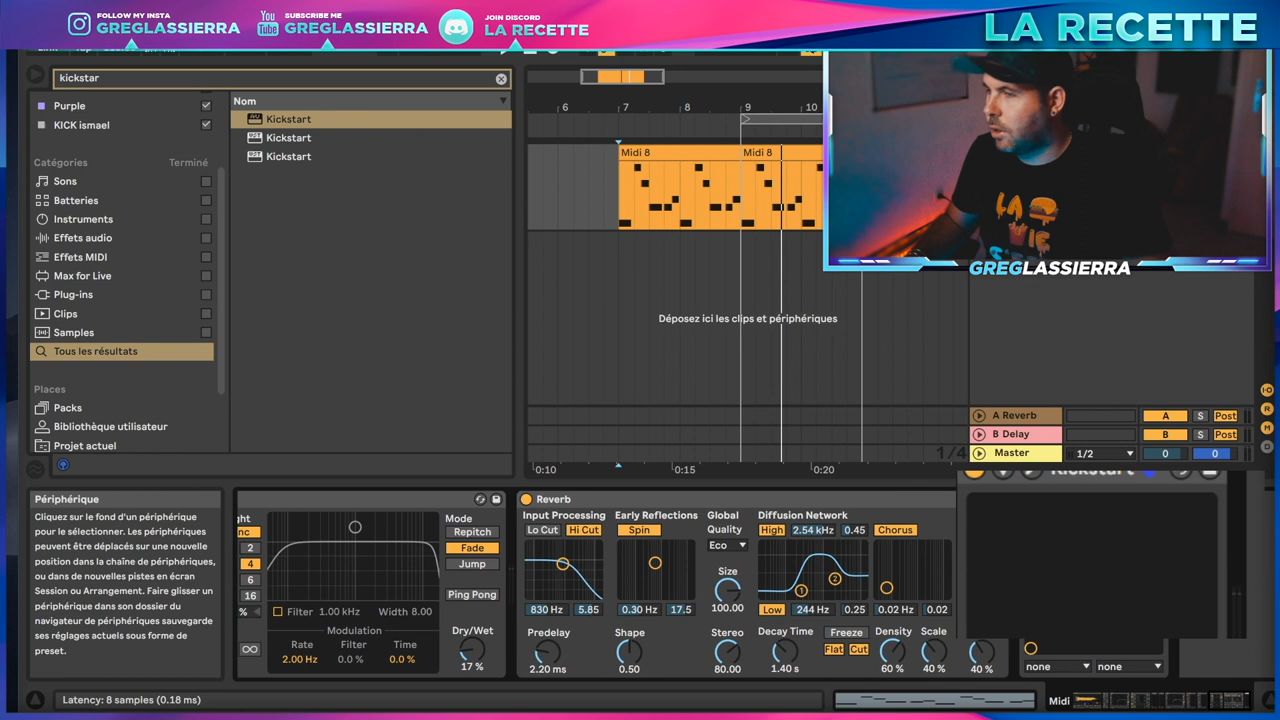 FOLLOW MY INSTA
GREGLASSIERRA
You
Tube
SUBSCRIBE ME
GREGLASSIERRA
JOIN DISCORD
LA RECETTE
LA RECETTE
kickstar
Purple
KICK ismael
Catégories
Terminé
Sons
Batteries
Instruments
Effets audio
Effets MIDI
Max for Live
Plug-ins
Clips
Samples
Tous les résultats
Places
Packs
Bibliothèque utilisateur
Projet actuel
Nom
Kickstart
Kickstart
Kickstart
6 7 8 9 10
Midi 8 Midi 8
GREGLASSIERRA
Déposez ici les clips et périphériques
A Reverb A S Post
B Delay B S Post
1/4 Master 1/2 0 0
0:10 0:15 0:20
Kickstart
Périphérique
Cliquez sur le fond d'un périphérique
pour le sélectionner. Les périphériques
peuvent être déplacés sur une nouvelle
position dans la chaîne de périphériques,
ou dans de nouvelles pistes en écran
Session ou Arrangement. Faire glisser un
périphérique dans son dossier du
navigateur de périphériques sauvegarde
ses réglages actuels sous forme de
preset.
ght
nc
2
4
6
16
%
Filter 1.00 kHz Width 8.00
Modulation
Rate Filter Time
2.00 Hz 0.0 % 0.0 %
Mode
Repitch
Fade
Jump
Ping Pong
Dry/Wet
17 %
Reverb
Input Processing
Lo Cut Hi Cut
830 Hz 5.85
Predelay
2.20 ms
Early Reflections
Spin
0.30 Hz 17.5
Shape
0.50
Global
Quality
Eco
Size
100.00
Stereo
80.00
Diffusion Network
High 2.54 kHz 0.45
Low 244 Hz 0.25
Chorus
0.02 Hz 0.02
Decay Time
1.40 s
Freeze
Flat Cut
Density
60 %
Scale
40 %
40 %
none none
Latency: 8 samples (0.18 ms)
Midi